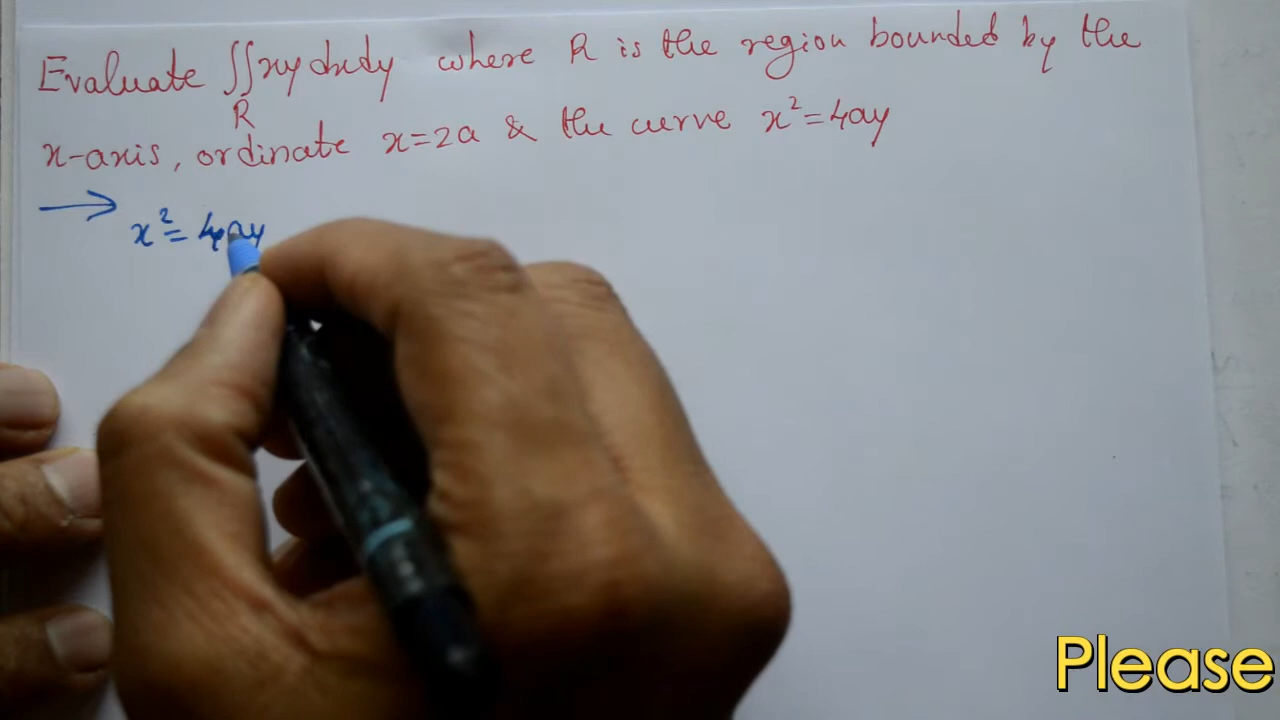 Evaluate ∬xy dxdy where R is the region bounded by the
R
x-axis, ordinate x=2a & the curve x²=4ay
→ x²=4ay
Please